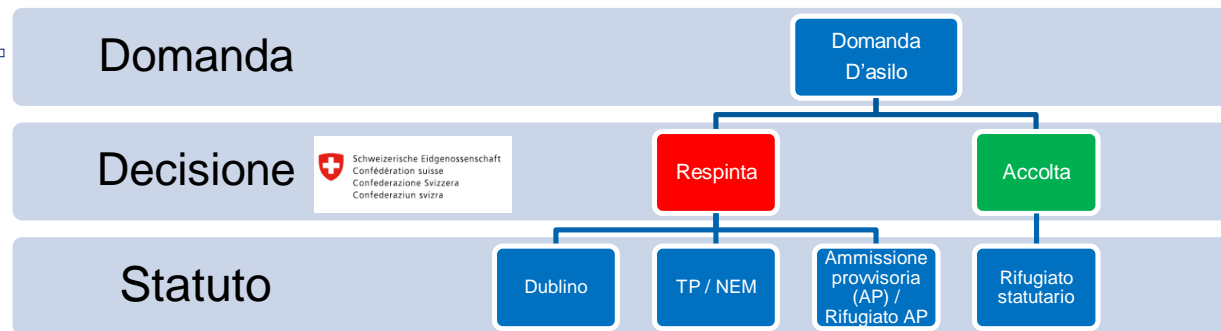 Domanda
Domanda
D'asilo
Decisione
Schweizerische Eidgenossenschaft
Confédération suisse
Confederazione Svizzera
Confederaziun svizra
Respinta
Accolta
Statuto
Dublino
TP / NEM
Ammissione
provvisoria
(AP) /
Rifugiato AP
Rifugiato
statutario